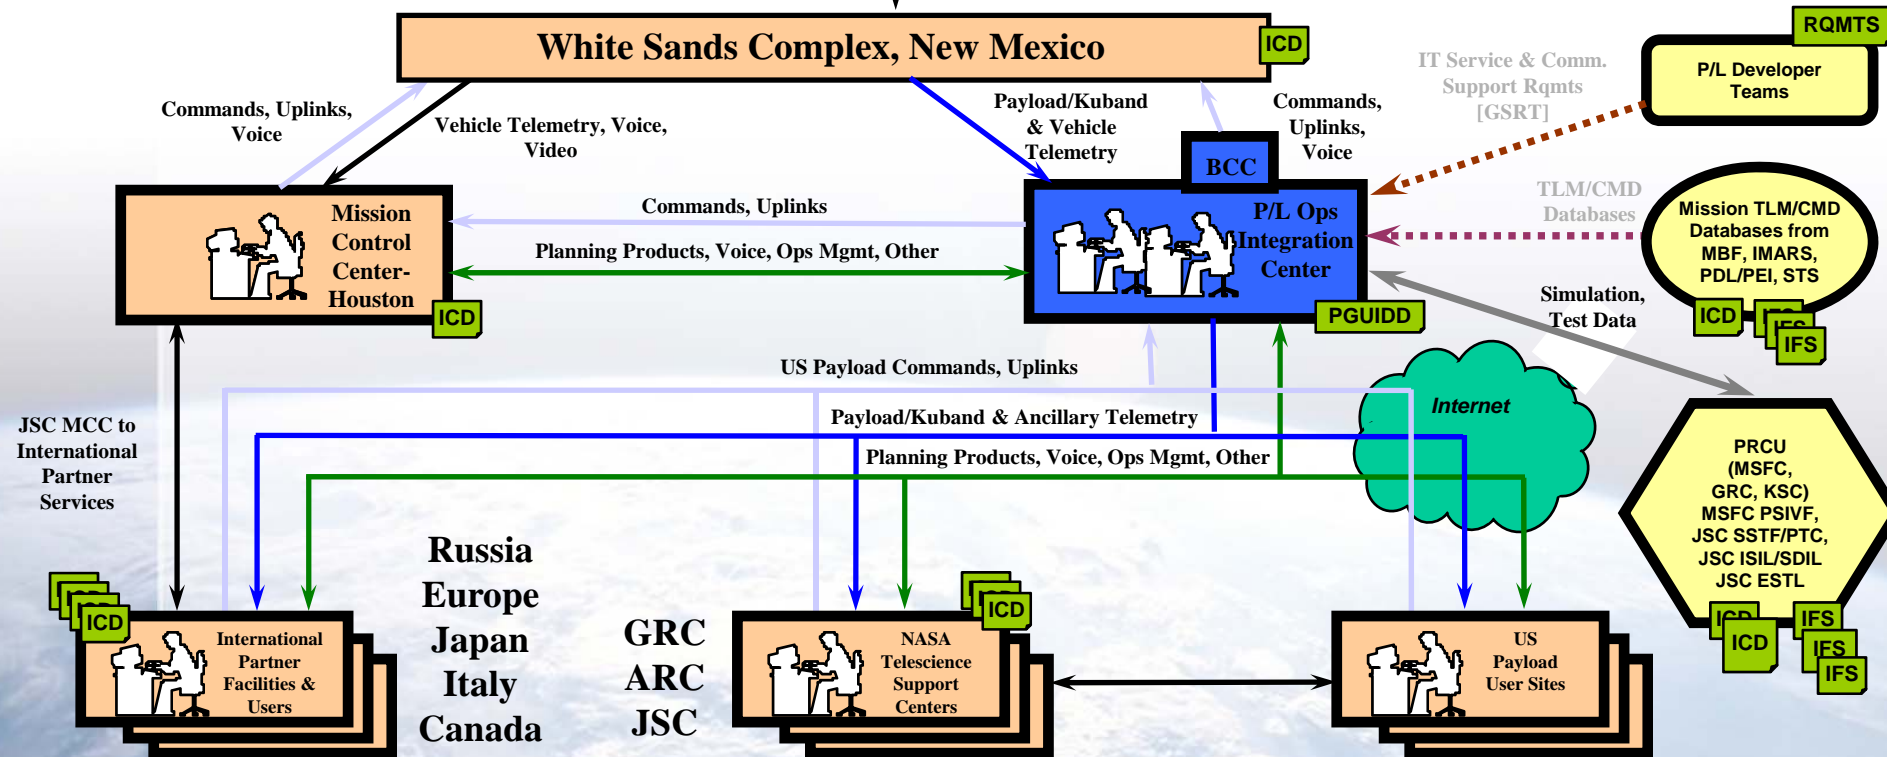 White Sands Complex, New Mexico
ICD
RQMTS
P/L Developer
Teams
IT Service & Comm.
Support Rqmts
[GSRT]
Commands, Uplinks,
Voice
Vehicle Telemetry, Voice,
Video
Payload/Kuband
& Vehicle
Telemetry
Commands,
Uplinks,
Voice
BCC
Mission
Control
Center-
Houston
ICD
Commands, Uplinks
Planning Products, Voice, Ops Mgmt, Other
P/L Ops
Integration
Center
PGUIDD
TLM/CMD
Databases
Mission TLM/CMD
Databases from
MBF, IMARS,
PDL/PEI, STS
ICD
IFS
IFS
Simulation,
Test Data
US Payload Commands, Uplinks
Internet
Payload/Kuband & Ancillary Telemetry
Planning Products, Voice, Ops Mgmt, Other
JSC MCC to
International
Partner
Services
PRCU
(MSFC,
GRC, KSC)
MSFC PSIVF,
JSC SSTF/PTC,
JSC ISIL/SDIL
JSC ESTL
ICD
ICD
IFS
IFS
IFS
Russia
Europe
Japan
Italy
Canada
GRC
ARC
JSC
ICD
International
Partner
Facilities &
Users
ICD
NASA
Telescience
Support
Centers
US
Payload
User Sites